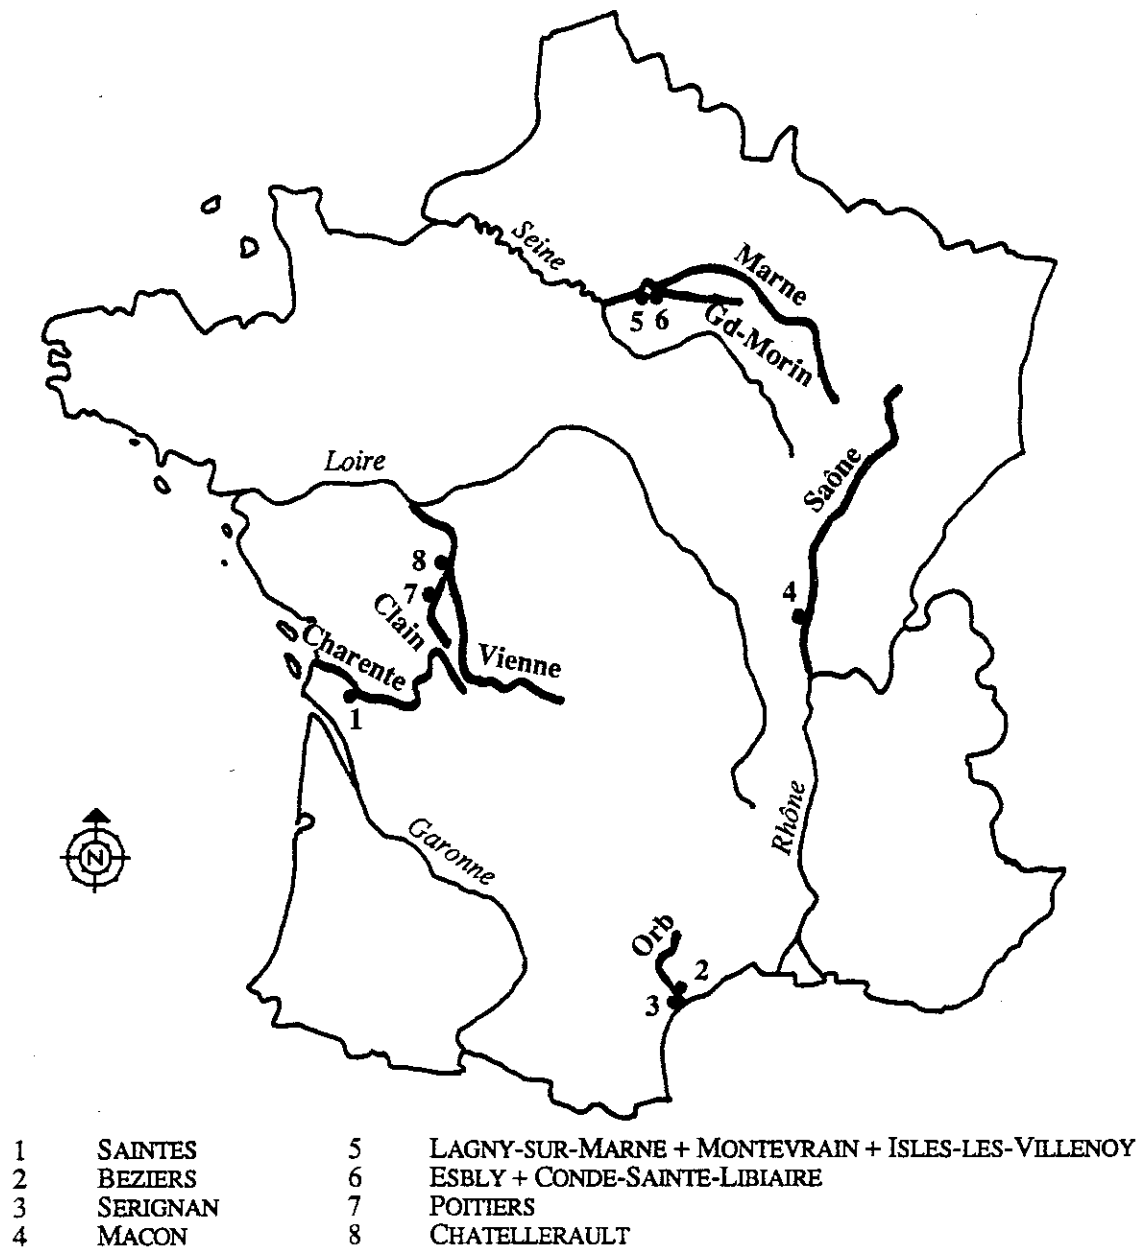 Seine
Marne
5 6
Gd-Morin
Loire
Saône
8
7
4
Clain
Charente
Vienne
1
Rhône
Garonne
N
Orb
2
3
1 SAINTES 5 LAGNY-SUR-MARNE + MONTEVRAIN + ISLES-LES-VILLENOY
2 BEZIERS 6 ESBLY + CONDE-SAINTE-LIBIAIRE
3 SERIGNAN 7 POITIERS
4 MACON 8 CHATELLERAULT